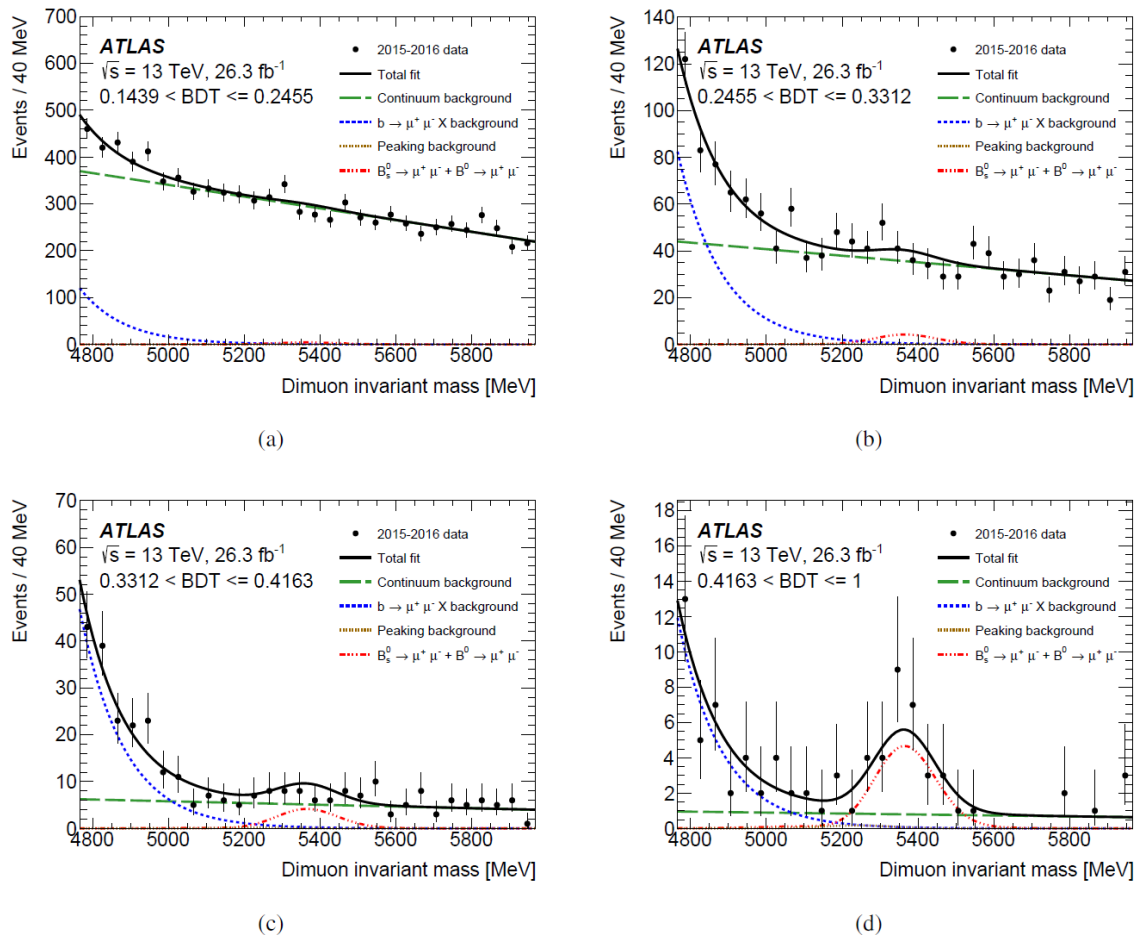 Events / 40 MeV
700
600
500
400
300
200
100
0
ATLAS
√s = 13 TeV, 26.3 fb⁻¹
0.1439 < BDT <= 0.2455
2015-2016 data
Total fit
Continuum background
b → μ⁺ μ⁻ X background
Peaking background
B⁰ₛ → μ⁺ μ⁻ + B⁰ → μ⁺ μ⁻
4800 5000 5200 5400 5600 5800
Dimuon invariant mass [MeV]
(a)
Events / 40 MeV
140
120
100
80
60
40
20
0
ATLAS
√s = 13 TeV, 26.3 fb⁻¹
0.2455 < BDT <= 0.3312
2015-2016 data
Total fit
Continuum background
b → μ⁺ μ⁻ X background
Peaking background
B⁰ₛ → μ⁺ μ⁻ + B⁰ → μ⁺ μ⁻
4800 5000 5200 5400 5600 5800
Dimuon invariant mass [MeV]
(b)
Events / 40 MeV
70
60
50
40
30
20
10
0
ATLAS
√s = 13 TeV, 26.3 fb⁻¹
0.3312 < BDT <= 0.4163
2015-2016 data
Total fit
Continuum background
b → μ⁺ μ⁻ X background
Peaking background
B⁰ₛ → μ⁺ μ⁻ + B⁰ → μ⁺ μ⁻
4800 5000 5200 5400 5600 5800
Dimuon invariant mass [MeV]
(c)
Events / 40 MeV
18
16
14
12
10
8
6
4
2
0
ATLAS
√s = 13 TeV, 26.3 fb⁻¹
0.4163 < BDT <= 1
2015-2016 data
Total fit
Continuum background
b → μ⁺ μ⁻ X background
Peaking background
B⁰ₛ → μ⁺ μ⁻ + B⁰ → μ⁺ μ⁻
4800 5000 5200 5400 5600 5800
Dimuon invariant mass [MeV]
(d)